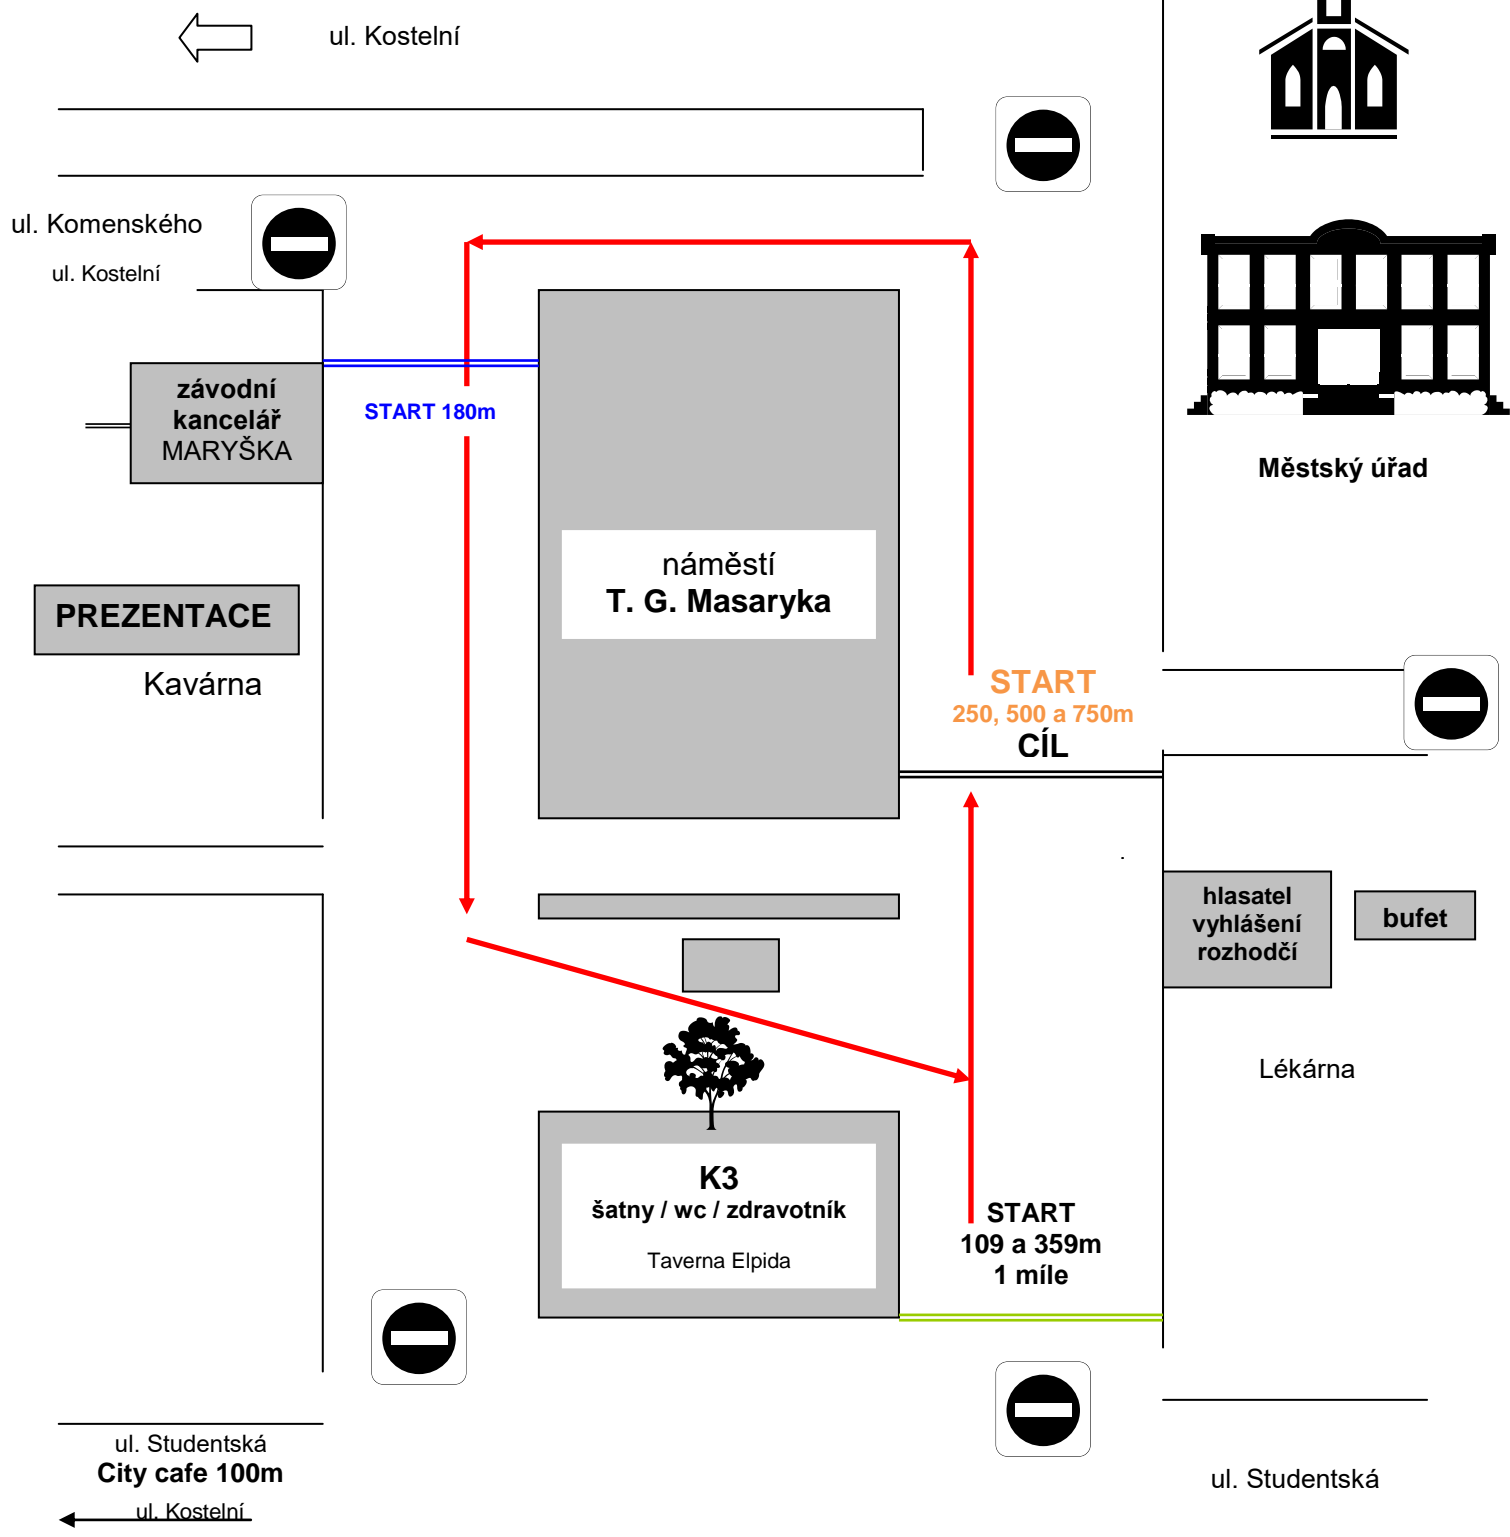 ul. Kostelní
ul. Komenského
ul. Kostelní
závodní
kancelář
MARYŠKA
START 180m
Městský úřad
náměstí
T. G. Masaryka
PREZENTACE
Kavárna
START
250, 500 a 750m
CÍL
hlasatel
vyhlášení
rozhodčí
bufet
Lékárna
K3
šatny / wc / zdravotník
Taverna Elpida
START
109 a 359m
1 míle
ul. Studentská
City cafe 100m
ul. Kostelní
ul. Studentská